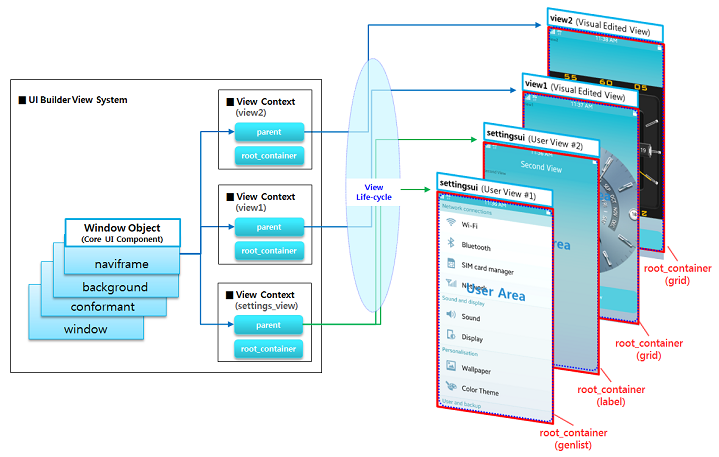 ■ UI Builder View System
Window Object
(Core UI Component)
naviframe
background
conformant
window
■ View Context
(view2)
parent
root_container
■ View Context
(view1)
parent
root_container
■ View Context
(settings_view)
parent
root_container
View
Life-cycle
view2 (Visual Edited View)
view1 (Visual Edited View)
settingsui (User View #2)
Second View
settingsui (User View #1)
Network connections
Wi-Fi
Bluetooth
SIM card manager
User Area
Sound and display
Sound
Display
Personalisation
Wallpaper
Color Theme
User and backup
55 60 05
19
root_container
(grid)
root_container
(grid)
root_container
(label)
root_container
(genlist)